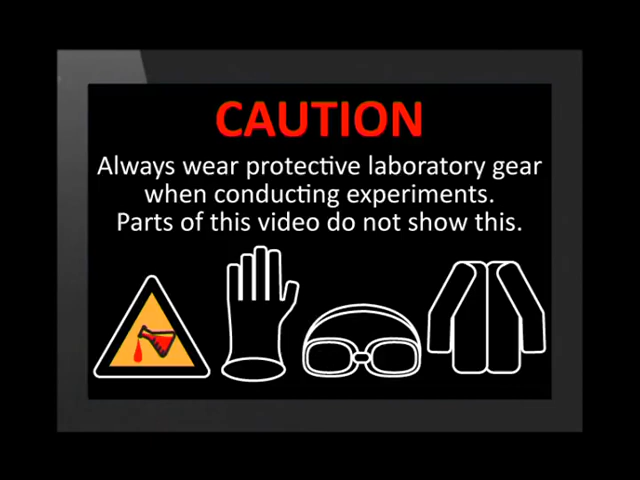 CAUTION
Always wear protective laboratory gear
when conducting experiments.
Parts of this video do not show this.